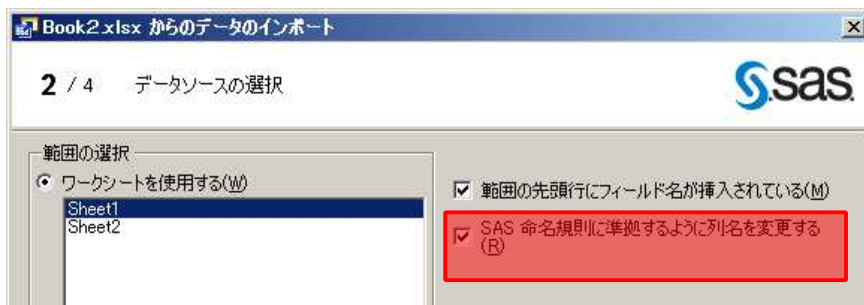 Book2.xlsx からのデータのインポート
2 / 4 データソースの選択
sas
範囲の選択
ワークシートを使用する(W)
Sheet1
Sheet2
範囲の先頭行にフィールド名が挿入されている(M)
SAS 命名規則に準拠するように列名を変更する
(R)